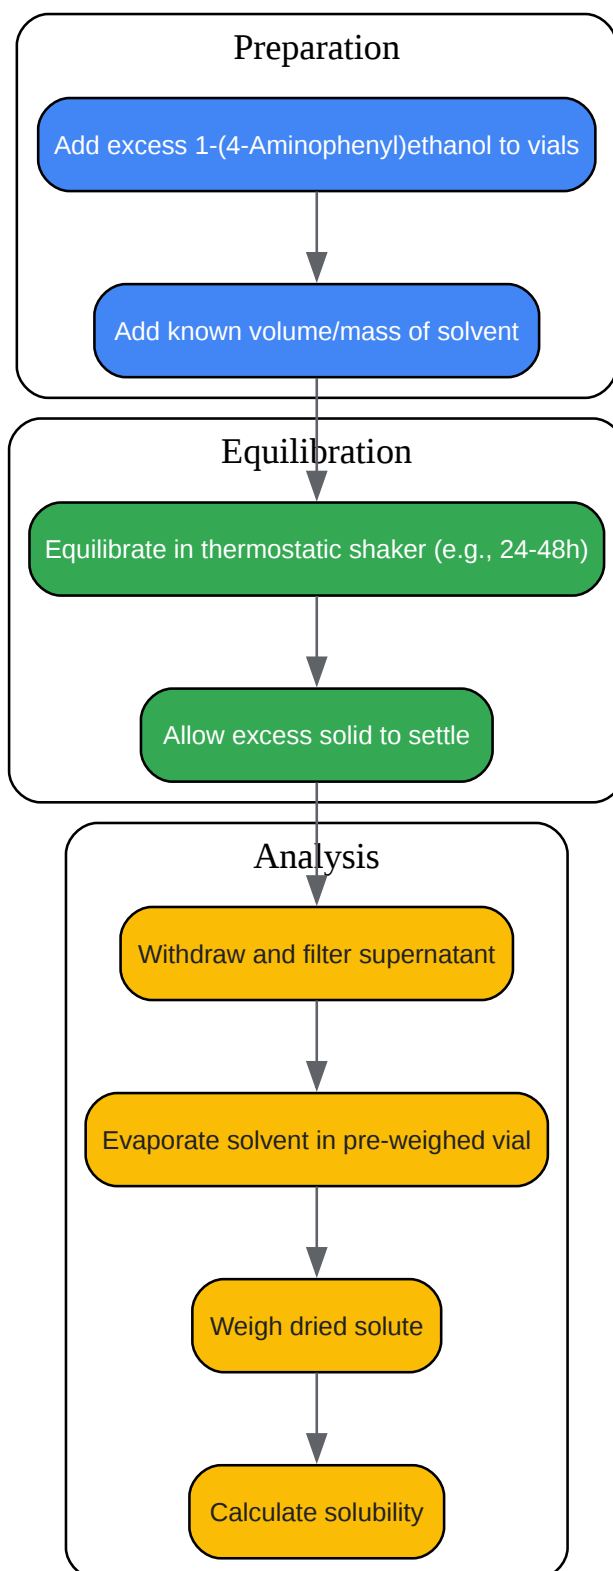 Preparation
Add excess 1-(4-Aminophenyl)ethanol to vials
Add known volume/mass of solvent
Equilibration
Equilibrate in thermostatic shaker (e.g., 24-48h)
Allow excess solid to settle
Analysis
Withdraw and filter supernatant
Evaporate solvent in pre-weighed vial
Weigh dried solute
Calculate solubility